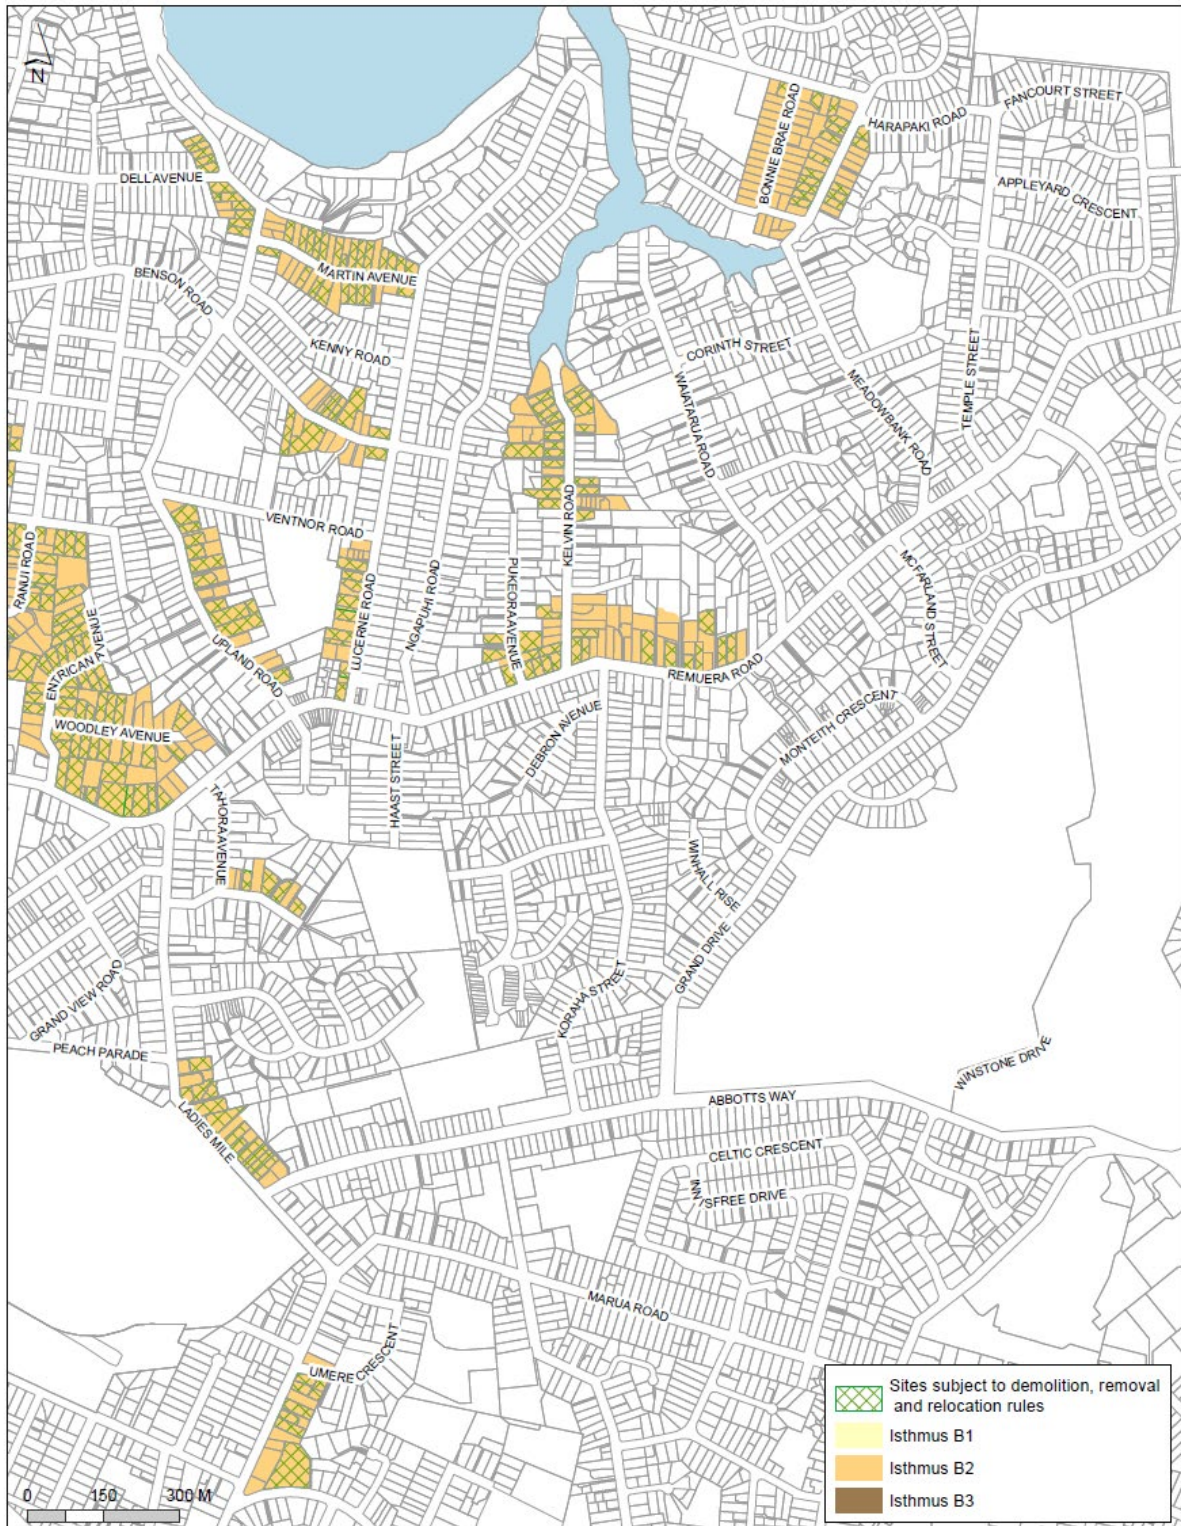 N
BONNIE BRAE ROAD
FANCOURT STREET
HARAPAKI ROAD
DELL AVENUE
APPLEYARD CRESCENT
MARTIN AVENUE
BENSON ROAD
KENNY ROAD
CORINTH STREET
WAIATARUA ROAD
MEADOWBANK ROAD
TEMPLE STREET
VENTNOR ROAD
KELVIN ROAD
RANUI ROAD
NGAPUHI ROAD
PUKEORA AVENUE
MCFARLAND STREET
LUCERNE ROAD
ENTRICAN AVENUE
UPLAND ROAD
REMUERA ROAD
WOODLEY AVENUE
MONTEITH CRESCENT
DEBRON AVENUE
HAAST STREET
TAHORA AVENUE
WINHALL RISE
GRAND DRIVE
GRAND VIEW ROAD
KORAHA STREET
PEACH PARADE
WINSTONE DRIVE
ABBOTTS WAY
LADIES MILE
CELTIC CRESCENT
INNYSFREE DRIVE
MARUA ROAD
UMERE CRESCENT
Sites subject to demolition, removal
and relocation rules
Isthmus B1
Isthmus B2
Isthmus B3
0 150 300 M